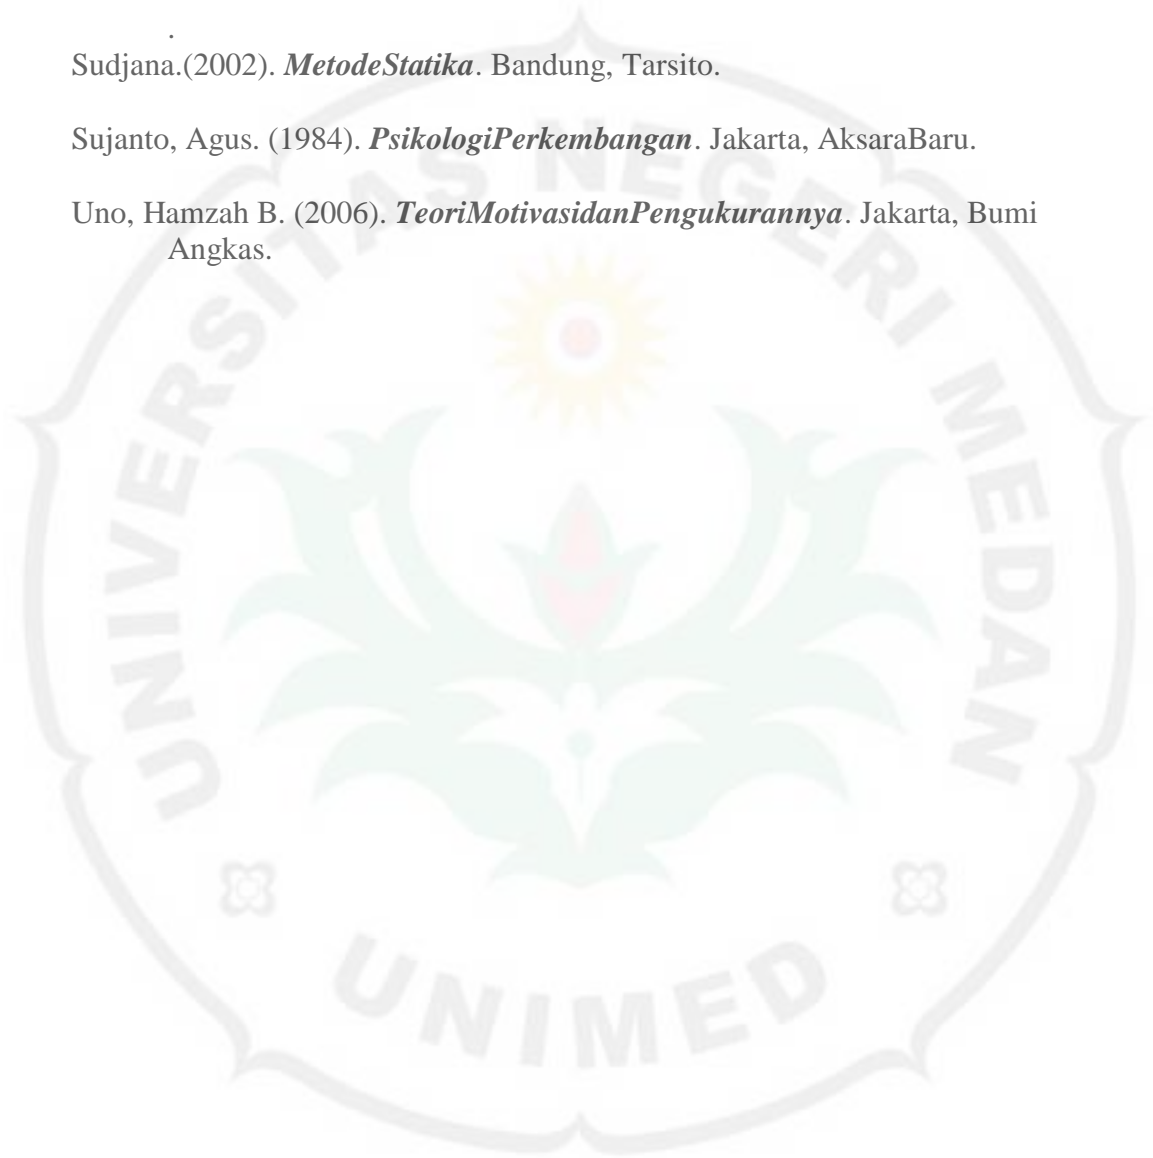 .
Sudjana.(2002). MetodeStatika. Bandung, Tarsito.
Sujanto, Agus. (1984). PsikologiPerkembangan. Jakarta, AksaraBaru.
Uno, Hamzah B. (2006). TeoriMotivasidanPengukurannya. Jakarta, Bumi
Angkas.
UNIVERSITAS NEGERI MEDAN
UNIMED